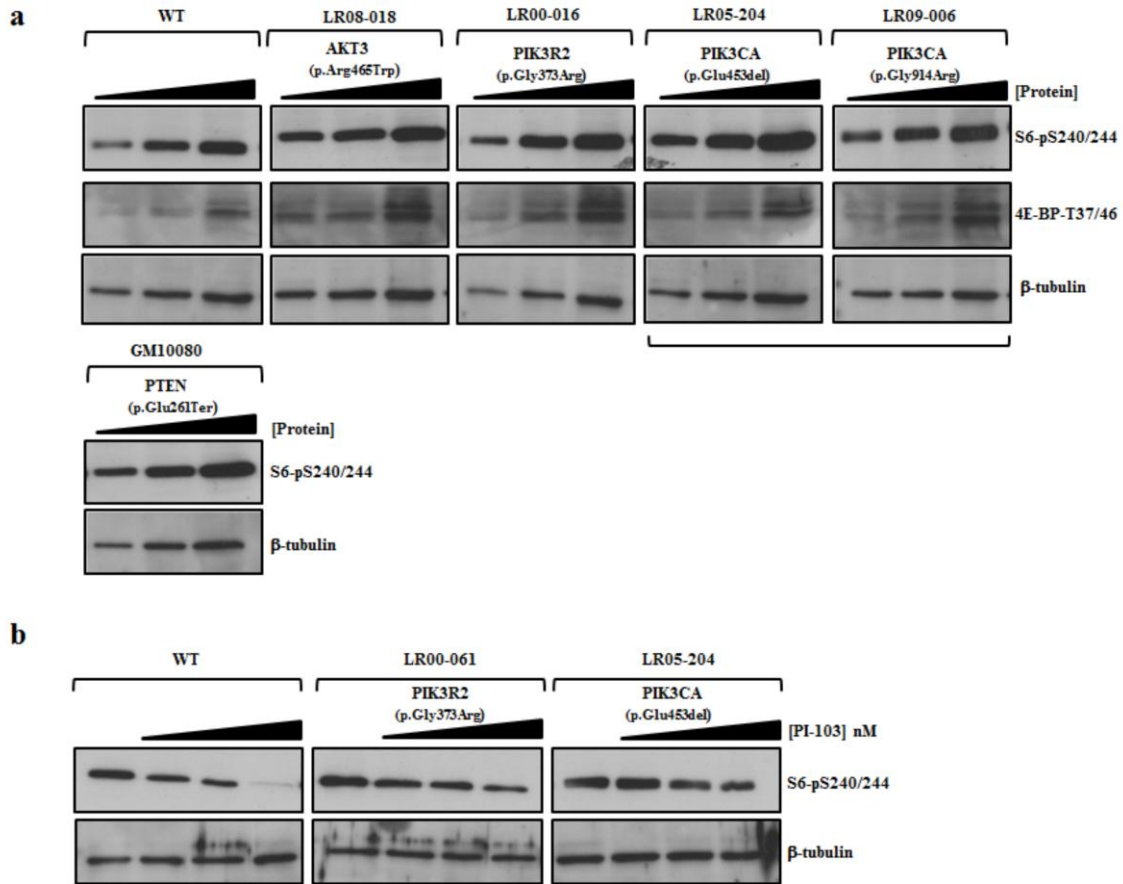 a
WT LR08-018 LR00-016 LR05-204 LR09-006
AKT3 PIK3R2 PIK3CA PIK3CA
(p.Arg465Trp) (p.Gly373Arg) (p.Glu453del) (p.Gly914Arg)
[Protein]
S6-pS240/244
4E-BP-T37/46
β-tubulin
GM10080
PTEN
(p.Glu261Ter)
[Protein]
S6-pS240/244
β-tubulin
b
WT LR00-061 LR05-204
PIK3R2 PIK3CA
(p.Gly373Arg) (p.Glu453del)
[PI-103] nM
S6-pS240/244
β-tubulin